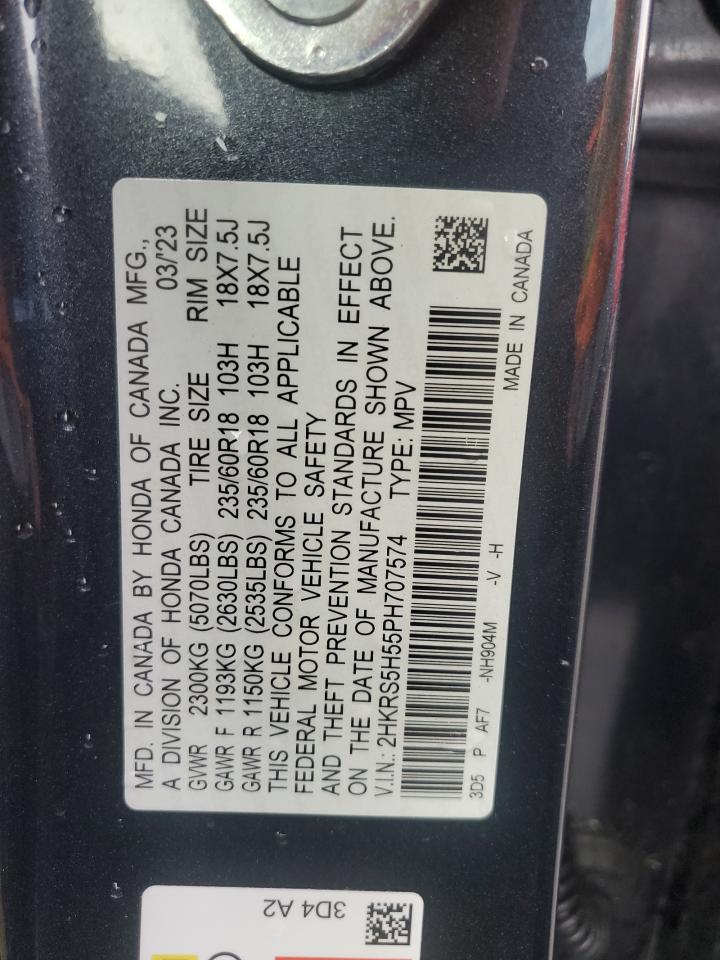 MFD. IN CANADA BY HONDA OF CANADA MFG.,
A DIVISION OF HONDA CANADA INC. 03/'23
GVWR 2300KG (5070LBS) TIRE SIZE RIM SIZE
GAWR F 1193KG (2630LBS) 235/60R18 103H 18X7.5J
GAWR R 1150KG (2535LBS) 235/60R18 103H 18X7.5J
THIS VEHICLE CONFORMS TO ALL APPLICABLE
FEDERAL MOTOR VEHICLE SAFETY
AND THEFT PREVENTION STANDARDS IN EFFECT
ON THE DATE OF MANUFACTURE SHOWN ABOVE.
V.I.N.: 2HKRS5H55PH707574 TYPE: MPV
3D5 P AF7 -NH904M -V -H
MADE IN CANADA
3D4 A2